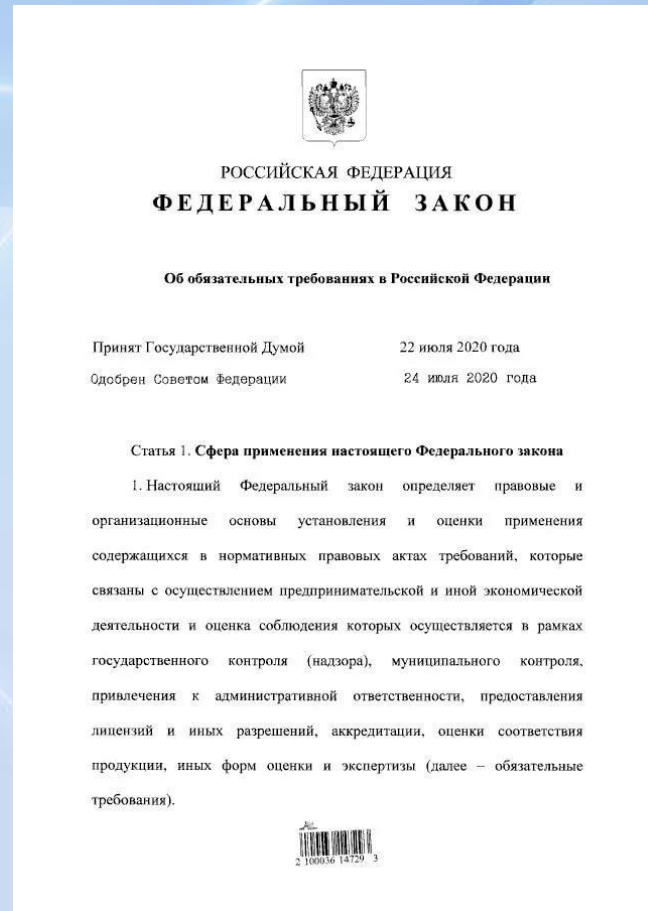 РОССИЙСКАЯ ФЕДЕРАЦИЯ
ФЕДЕРАЛЬНЫЙ ЗАКОН
Об обязательных требованиях в Российской Федерации
Принят Государственной Думой 22 июля 2020 года
Одобрен Советом Федерации 24 июля 2020 года
Статья 1. Сфера применения настоящего Федерального закона
1. Настоящий Федеральный закон определяет правовые и
организационные основы установления и оценки применения
содержащихся в нормативных правовых актах требований, которые
связаны с осуществлением предпринимательской и иной экономической
деятельности и оценка соблюдения которых осуществляется в рамках
государственного контроля (надзора), муниципального контроля,
привлечения к административной ответственности, предоставления
лицензий и иных разрешений, аккредитации, оценки соответствия
продукции, иных форм оценки и экспертизы (далее – обязательные
требования).
2 100036 14729 3